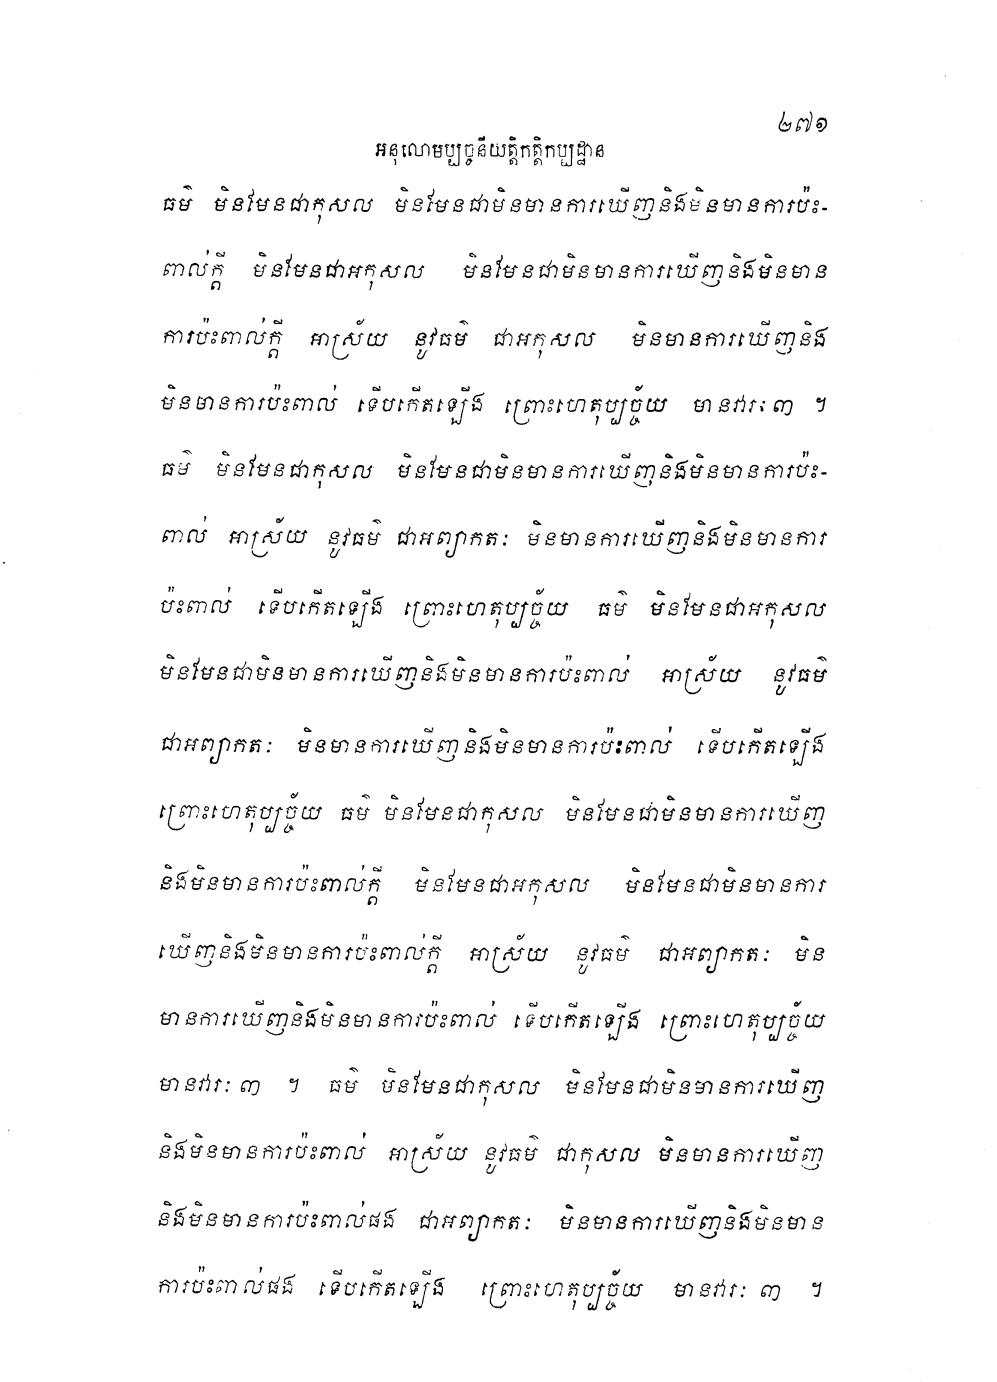 ២៧១
អនុលោមប្បច្ចនីយត្តិកត្តិកប្បដ្ឋាន
ធម៌ មិនមែនជាកុសល មិនមែនជាមិនមានការឃើញនិងមិនមានការប៉ះ-
ពាល់ក្តី មិនមែនជាអកុសល មិនមែនជាមិនមានការឃើញនិងមិនមាន
ការប៉ះពាល់ក្តី អាស្រ័យ នូវធម៌ ជាអកុសល មិនមានការឃើញនិង
មិនមានការប៉ះពាល់ ទើបកើតឡើង ព្រោះហេតុប្បច្ច័យ មានវារៈ ៣ ។
ធម៌ មិនមែនជាកុសល មិនមែនជាមិនមានការឃើញនិងមិនមានការប៉ះ-
ពាល់ អាស្រ័យ នូវធម៌ ជាអព្យាកតៈ មិនមានការឃើញនិងមិនមានការ
ប៉ះពាល់ ទើបកើតឡើង ព្រោះហេតុប្បច្ច័យ ធម៌ មិនមែនជាអកុសល
មិនមែនជាមិនមានការឃើញនិងមិនមានការប៉ះពាល់ អាស្រ័យ នូវធម៌
ជាអព្យាកតៈ មិនមានការឃើញនិងមិនមានការប៉ះពាល់ ទើបកើតឡើង
ព្រោះហេតុប្បច្ច័យ ធម៌ មិនមែនជាកុសល មិនមែនជាមិនមានការឃើញ
និងមិនមានការប៉ះពាល់ក្តី មិនមែនជាអកុសល មិនមែនជាមិនមានការ
ឃើញនិងមិនមានការប៉ះពាល់ក្តី អាស្រ័យ នូវធម៌ ជាអព្យាកតៈ មិន
មានការឃើញនិងមិនមានការប៉ះពាល់ ទើបកើតឡើង ព្រោះហេតុប្បច្ច័យ
មានវារៈ ៣ ។ ធម៌ មិនមែនជាកុសល មិនមែនជាមិនមានការឃើញ
និងមិនមានការប៉ះពាល់ អាស្រ័យ នូវធម៌ ជាកុសល មិនមានការឃើញ
និងមិនមានការប៉ះពាល់ផង ជាអព្យាកតៈ មិនមានការឃើញនិងមិនមាន
ការប៉ះពាល់ផង ទើបកើតឡើង ព្រោះហេតុប្បច្ច័យ មានវារៈ ៣ ។